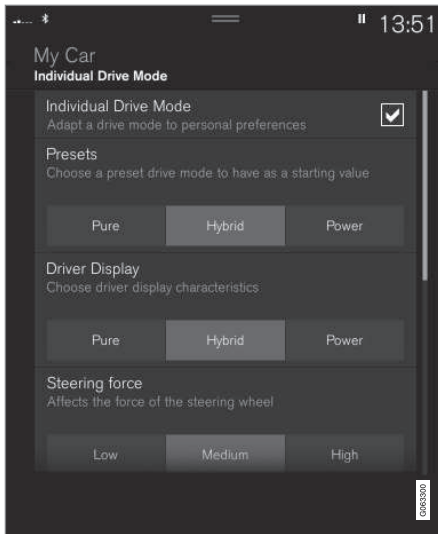 13:51
My Car
Individual Drive Mode
Individual Drive Mode
Adapt a drive mode to personal preferences
Presets
Choose a preset drive mode to have as a starting value
Pure Hybrid Power
Driver Display
Choose driver display characteristics
Pure Hybrid Power
Steering force
Affects the force of the steering wheel
Low Medium High
G063300